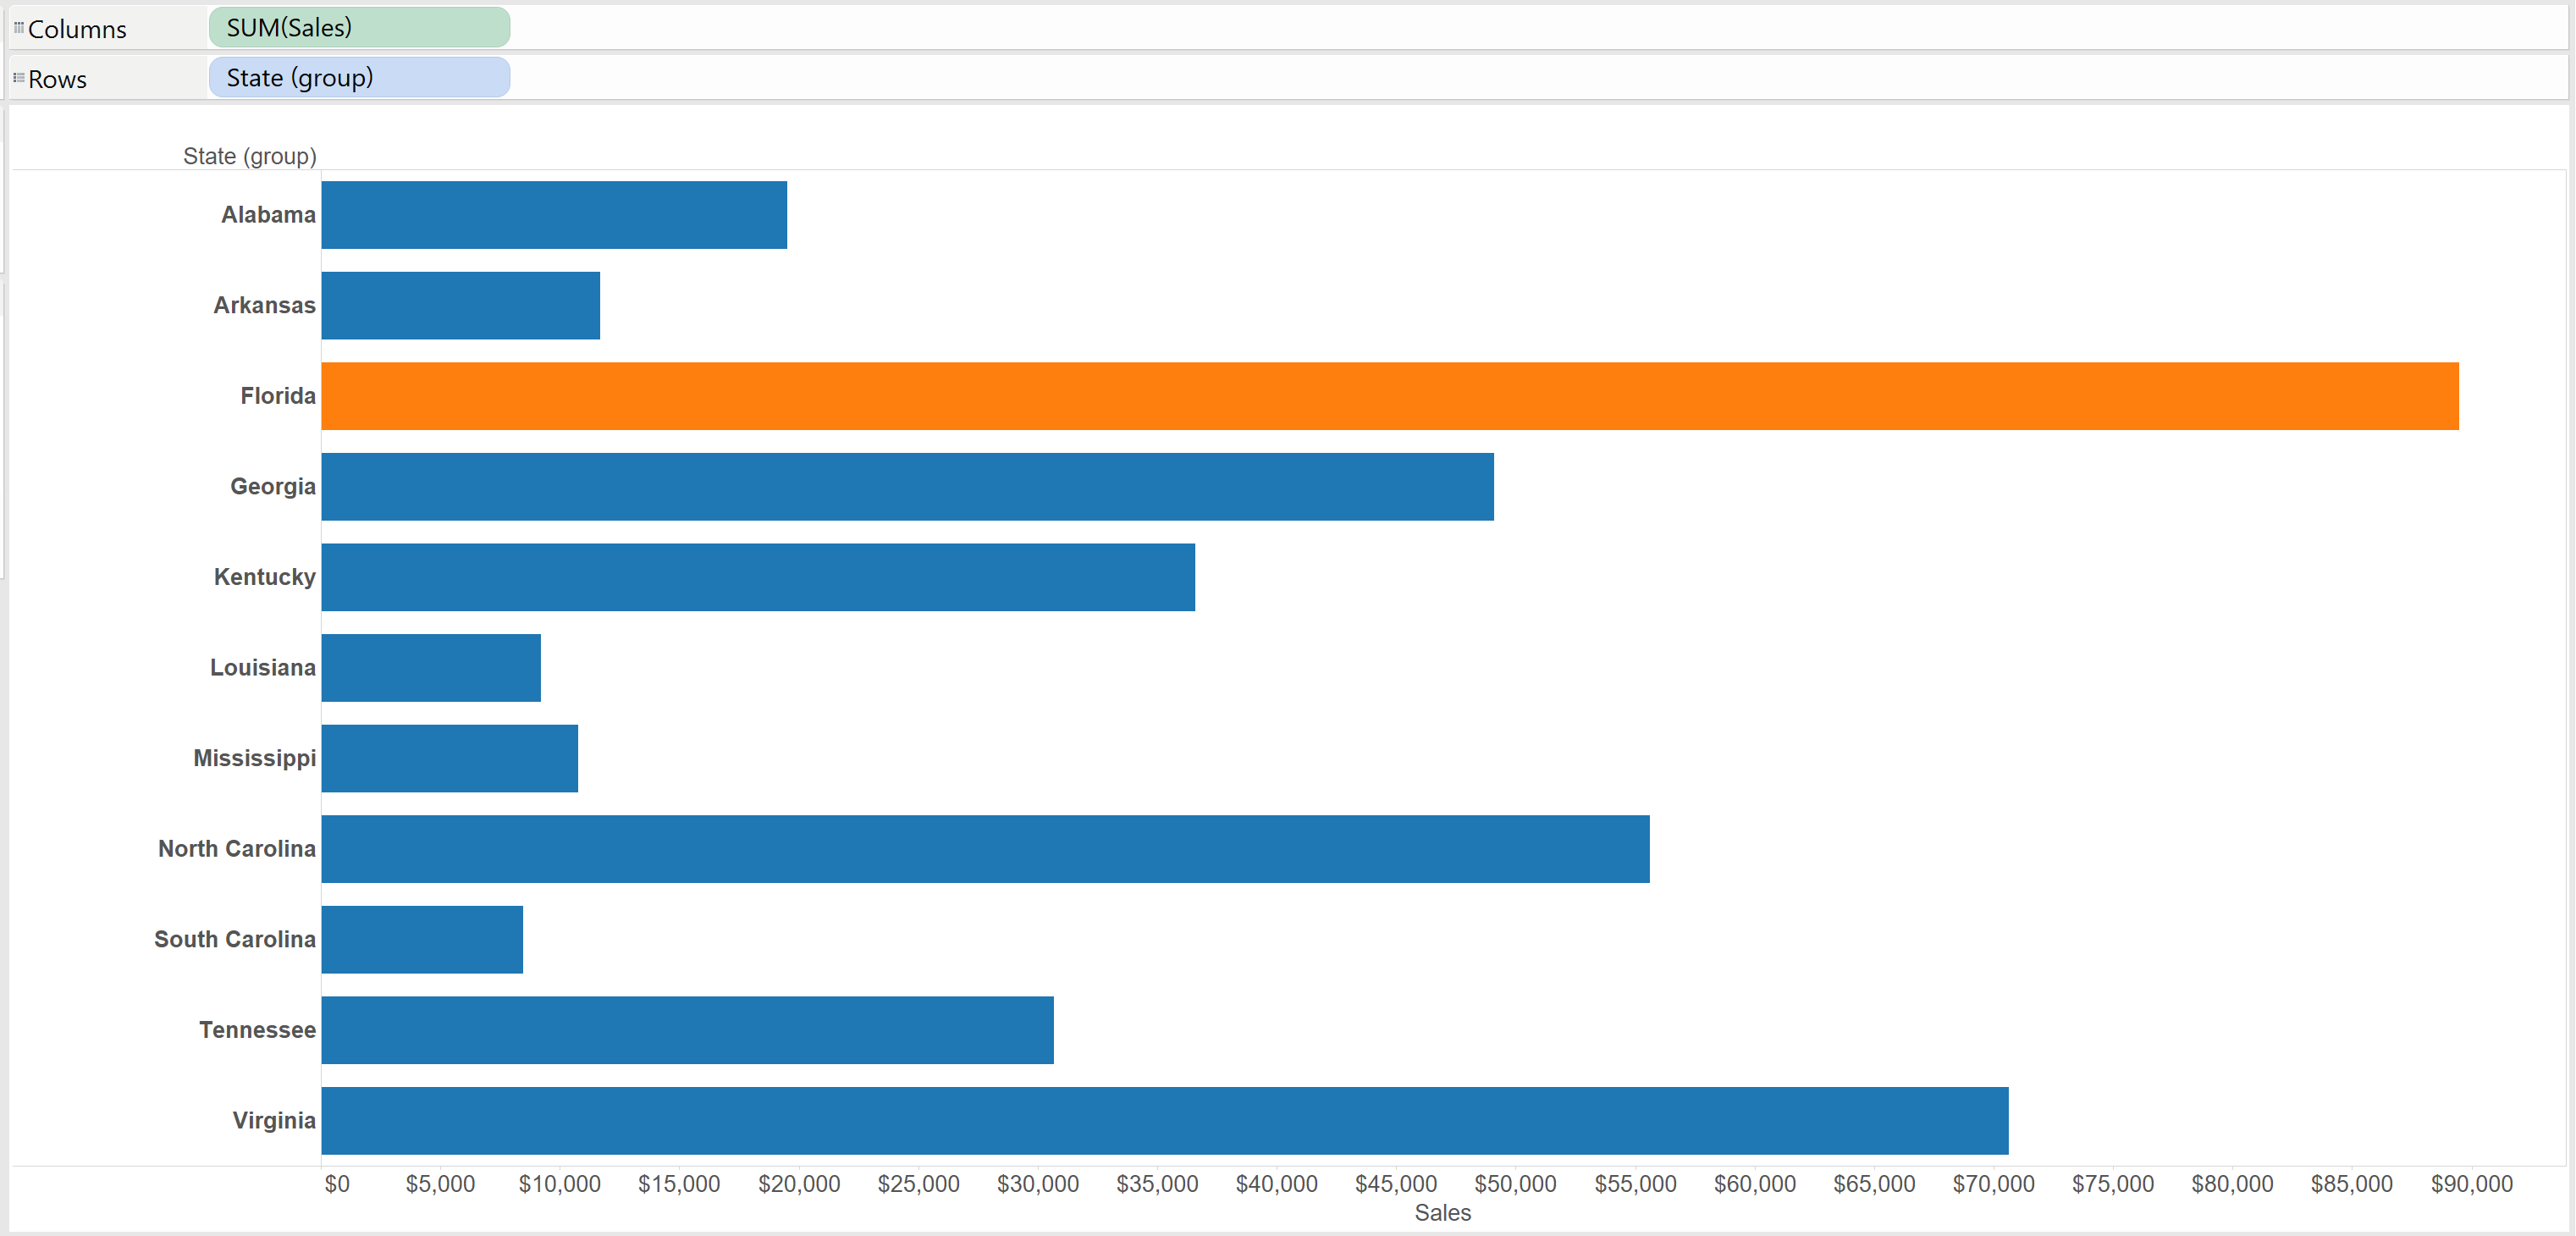 Columns SUM(Sales)
Rows State (group)
State (group)
Alabama
Arkansas
Florida
Georgia
Kentucky
Louisiana
Mississippi
North Carolina
South Carolina
Tennessee
Virginia
$0 $5,000 $10,000 $15,000 $20,000 $25,000 $30,000 $35,000 $40,000 $45,000 $50,000 $55,000 $60,000 $65,000 $70,000 $75,000 $80,000 $85,000 $90,000
Sales